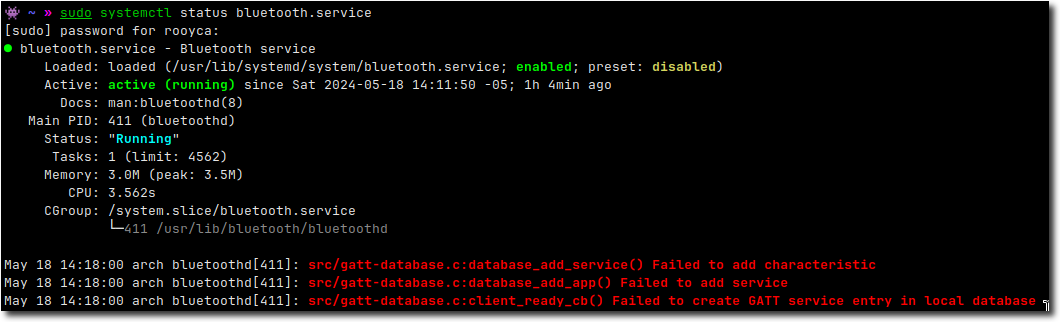 ~ » sudo systemctl status bluetooth.service
[sudo] password for rooyca:
● bluetooth.service - Bluetooth service
Loaded: loaded (/usr/lib/systemd/system/bluetooth.service; enabled; preset: disabled)
Active: active (running) since Sat 2024-05-18 14:11:50 -05; 1h 4min ago
Docs: man:bluetoothd(8)
Main PID: 411 (bluetoothd)
Status: "Running"
Tasks: 1 (limit: 4562)
Memory: 3.0M (peak: 3.5M)
CPU: 3.562s
CGroup: /system.slice/bluetooth.service
└─411 /usr/lib/bluetooth/bluetoothd
May 18 14:18:00 arch bluetoothd[411]: src/gatt-database.c:database_add_service() Failed to add characteristic
May 18 14:18:00 arch bluetoothd[411]: src/gatt-database.c:database_add_app() Failed to add service
May 18 14:18:00 arch bluetoothd[411]: src/gatt-database.c:client_ready_cb() Failed to create GATT service entry in local database